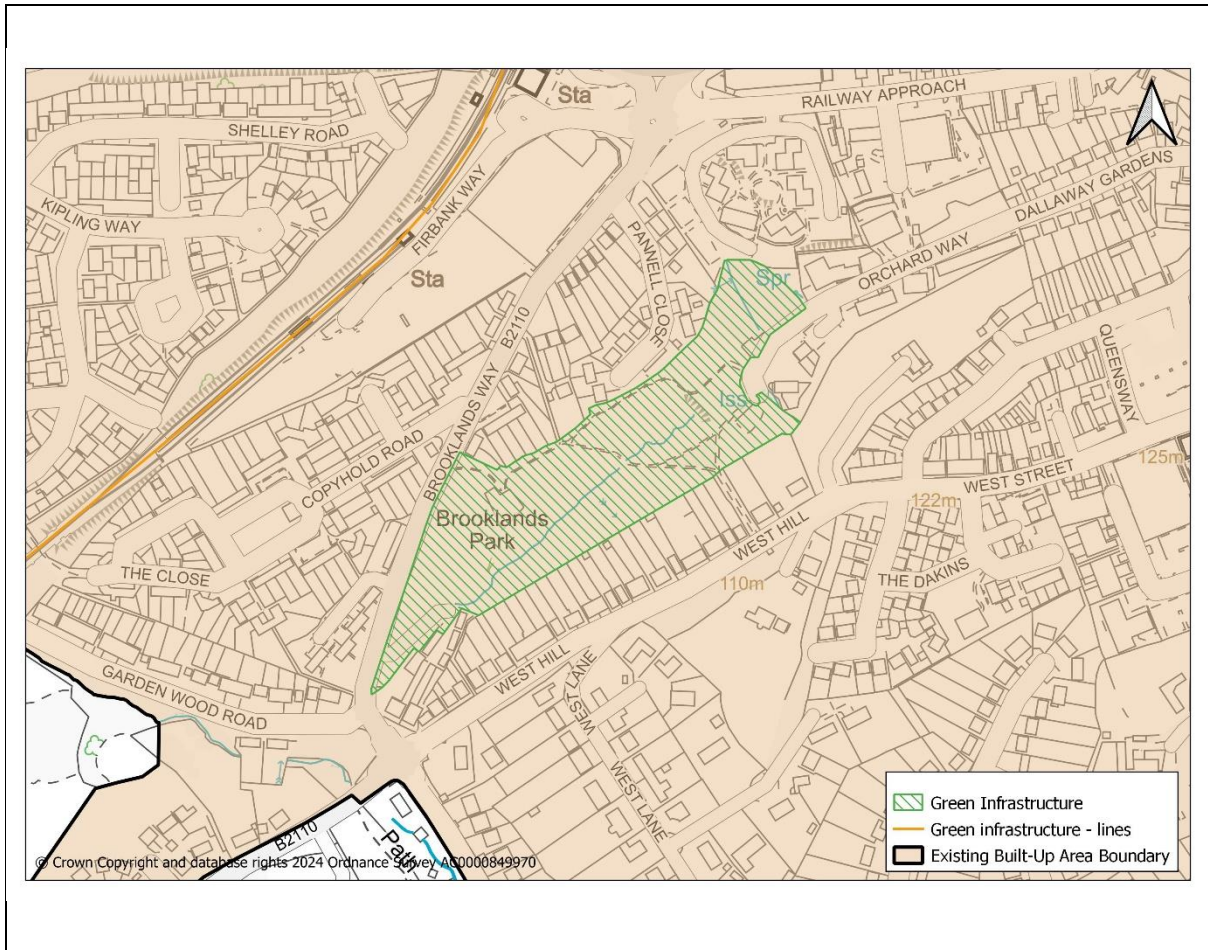 Sta
RAILWAY APPROACH
SHELLEY ROAD
KIPLING WAY
FIRBANK WAY
Sta
PANNELL CLOSE
DALLAWAY GARDENS
ORCHARD WAY
Spr
B2110
QUEENSWAY
Iss
BROOKLANDS WAY
COPYHOLD ROAD
WEST STREET
125m
122m
Brooklands
Park
WEST HILL
THE CLOSE
THE DAKINS
110m
WEST HILL
WEST LANE
GARDEN WOOD ROAD
WEST LANE
B2110
Path
Green Infrastructure
Green infrastructure - lines
Existing Built-Up Area Boundary
© Crown Copyright and database rights 2024 Ordnance Survey AC0000849970